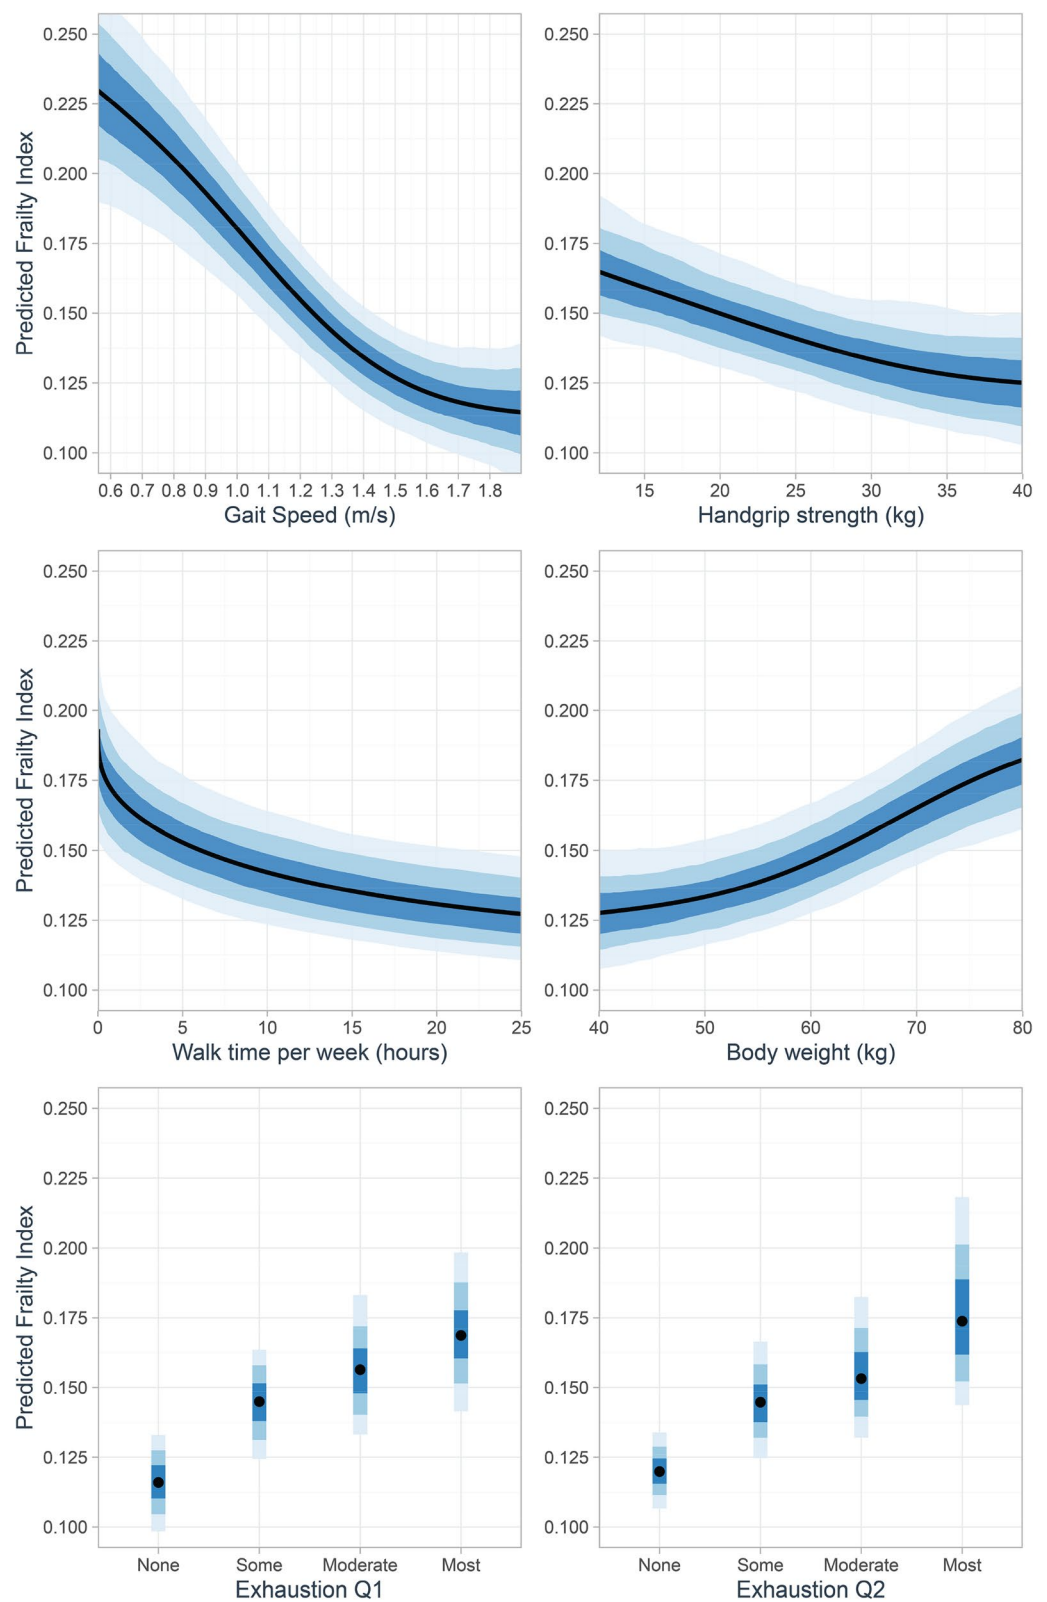 0.250
0.225
0.200
0.175
0.150
0.125
0.100
Predicted Frailty Index
0.6 0.7 0.8 0.9 1.0 1.1 1.2 1.3 1.4 1.5 1.6 1.7 1.8
Gait Speed (m/s)
0.250
0.225
0.200
0.175
0.150
0.125
0.100
15 20 25 30 35 40
Handgrip strength (kg)
0.250
0.225
0.200
0.175
0.150
0.125
0.100
Predicted Frailty Index
0 5 10 15 20 25
Walk time per week (hours)
0.250
0.225
0.200
0.175
0.150
0.125
0.100
40 50 60 70 80
Body weight (kg)
0.250
0.225
0.200
0.175
0.150
0.125
0.100
Predicted Frailty Index
None Some Moderate Most
Exhaustion Q1
0.250
0.225
0.200
0.175
0.150
0.125
0.100
None Some Moderate Most
Exhaustion Q2